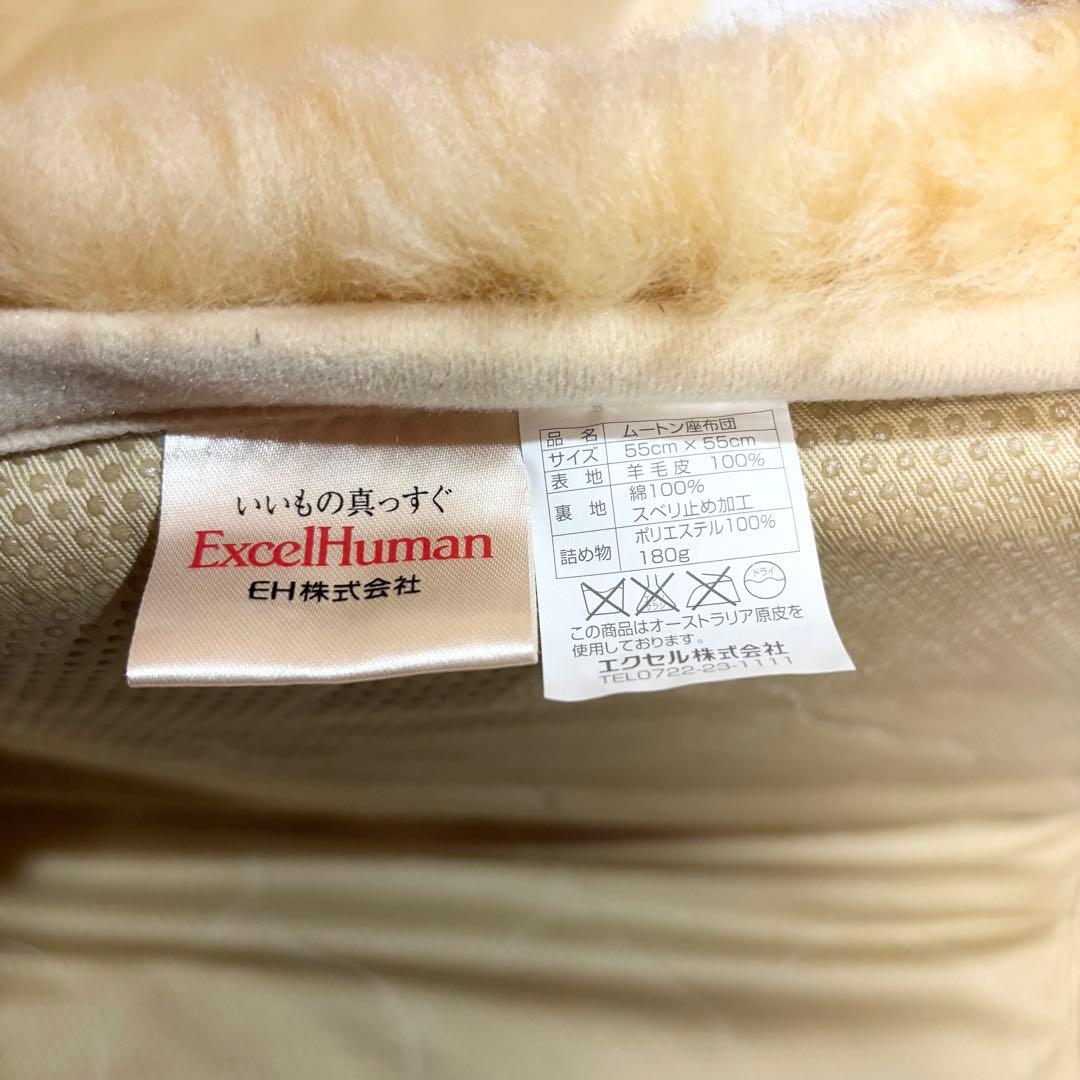 いいもの真っすぐ
ExcelHuman
EH株式会社
品 名 ムートン座布団
サイズ 55cm×55cm
表 地 羊毛皮 100%
裏 地 綿100%
スベリ止め加工
詰め物 ポリエステル100%
180g
ドライ
この商品はオーストラリア原皮を
使用しております。
エクセル株式会社
TEL0722-23-1111